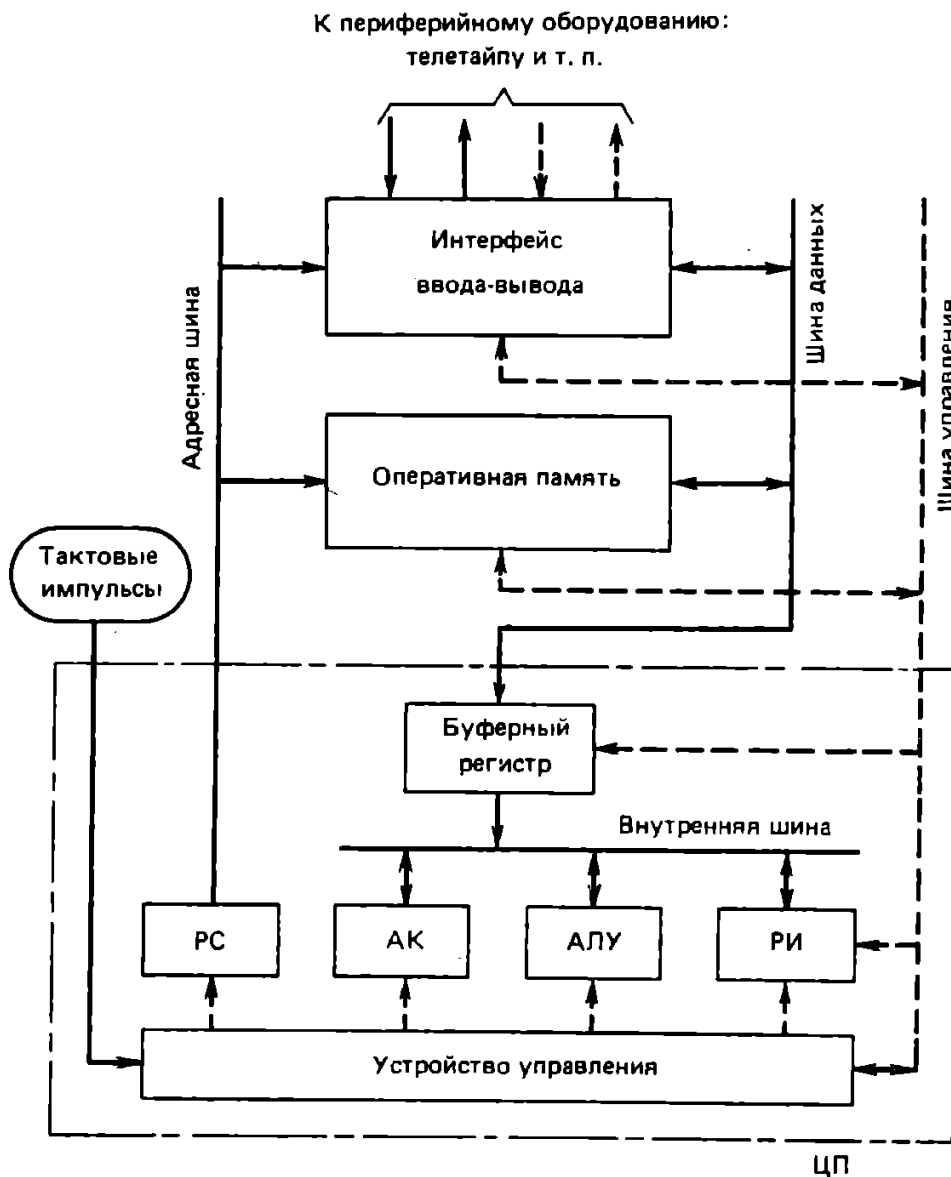 К периферийному оборудованию:
телетайпу и т. п.
Интерфейс
ввода-вывода
Адресная шина
Шина данных
Шина управления
Оперативная память
Тактовые
импульсы
Буферный
регистр
Внутренняя шина
РС
АК
АЛУ
РИ
Устройство управления
ЦП